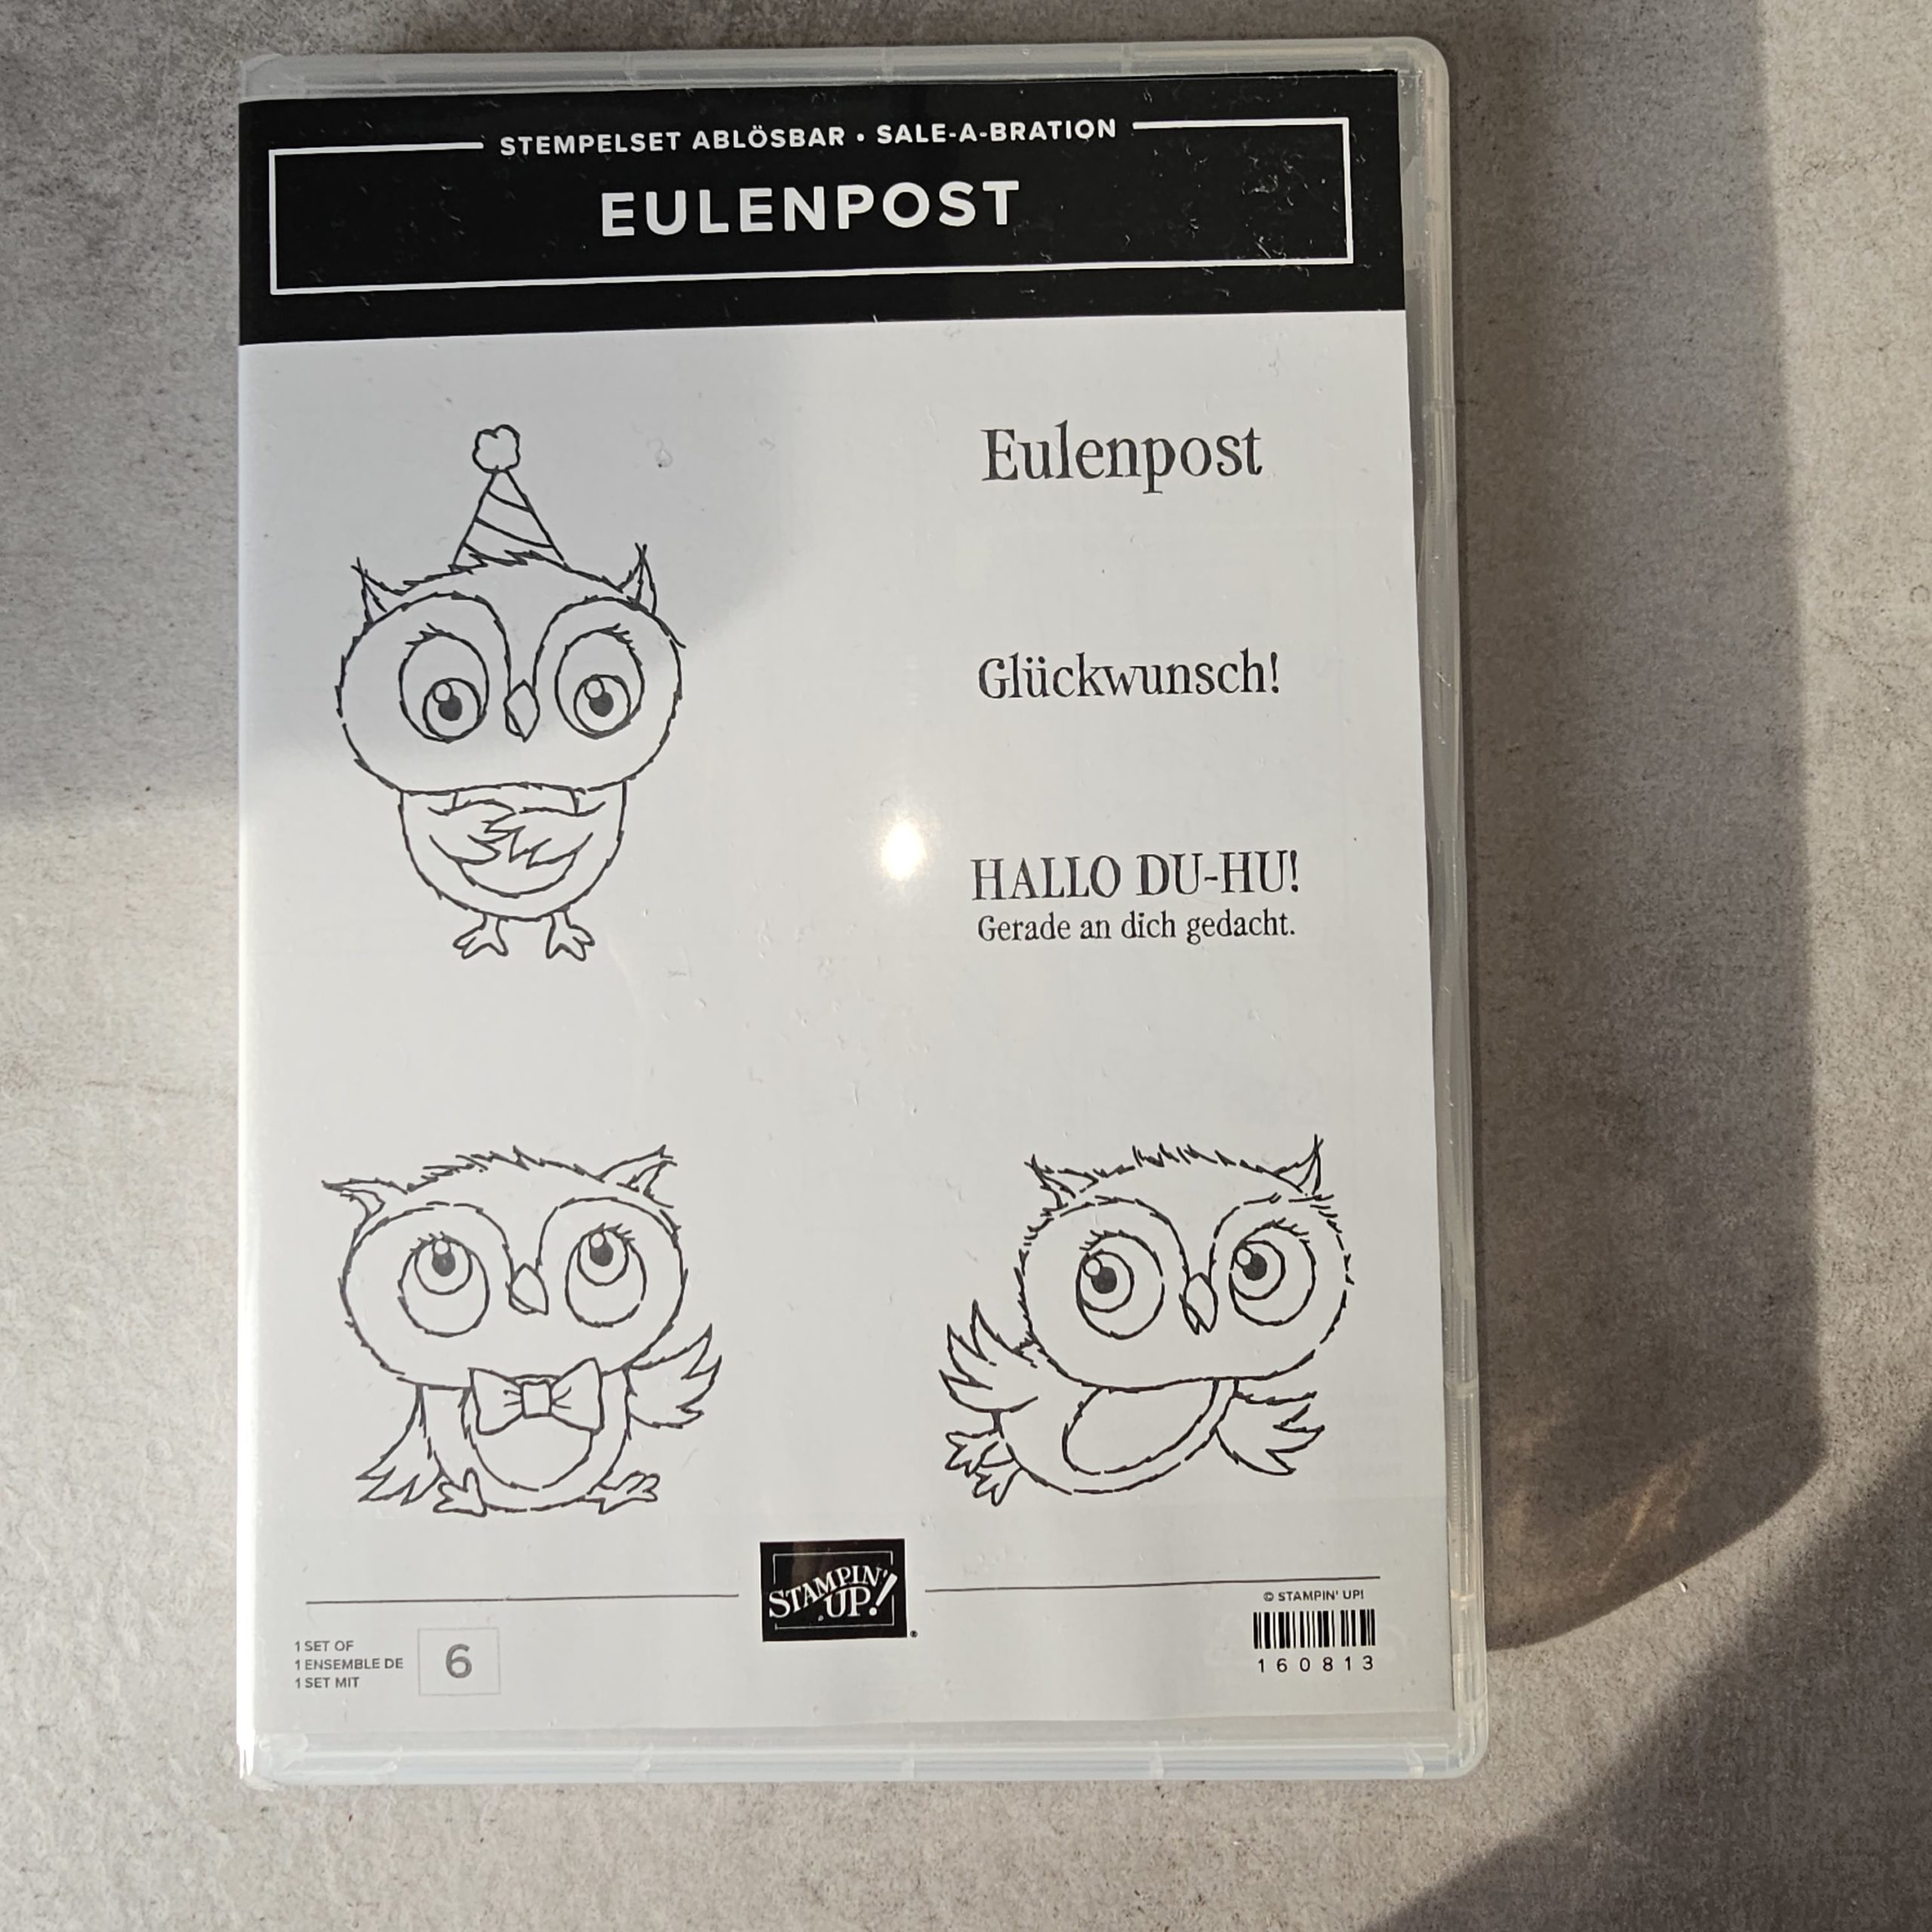 STEMPELSET ABLÖSBAR • SALE-A-BRATION
EULENPOST
Eulenpost
Glückwunsch!
HALLO DU-HU!
Gerade an dich gedacht.
STAMPIN'
UP!
®
© STAMPIN' UP!
1 SET OF
1 ENSEMBLE DE
1 SET MIT
6
160813